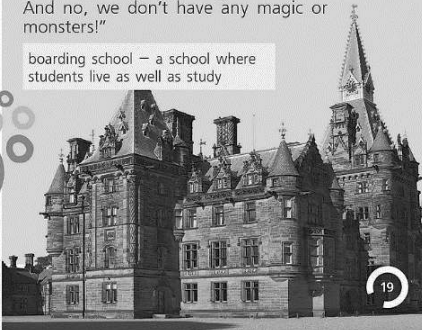 And no, we don't have any magic or
monsters!”
boarding school – a school where
students live as well as study
19